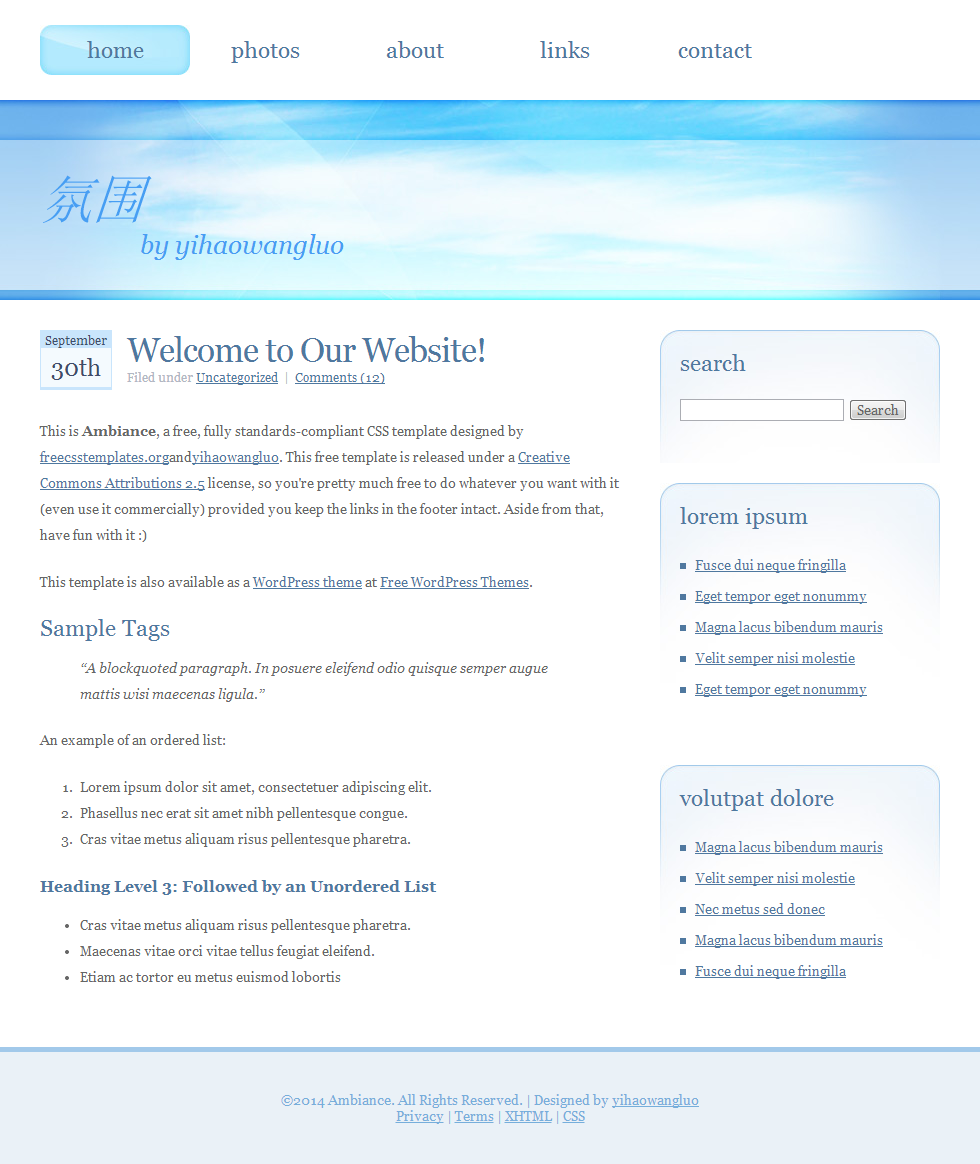 home photos about links contact
氛围
by yihaowangluo
September
30th
Welcome to Our Website!
Filed under Uncategorized | Comments (12)
This is Ambiance, a free, fully standards-compliant CSS template designed by
freecsstemplates.organdyihaowangluo. This free template is released under a Creative
Commons Attributions 2.5 license, so you're pretty much free to do whatever you want with it
(even use it commercially) provided you keep the links in the footer intact. Aside from that,
have fun with it :)
This template is also available as a WordPress theme at Free WordPress Themes.
Sample Tags
“A blockquoted paragraph. In posuere eleifend odio quisque semper augue
mattis wisi maecenas ligula.”
An example of an ordered list:
1. Lorem ipsum dolor sit amet, consectetuer adipiscing elit.
2. Phasellus nec erat sit amet nibh pellentesque congue.
3. Cras vitae metus aliquam risus pellentesque pharetra.
Heading Level 3: Followed by an Unordered List
• Cras vitae metus aliquam risus pellentesque pharetra.
• Maecenas vitae orci vitae tellus feugiat eleifend.
• Etiam ac tortor eu metus euismod lobortis
search
Search
lorem ipsum
Fusce dui neque fringilla
Eget tempor eget nonummy
Magna lacus bibendum mauris
Velit semper nisi molestie
Eget tempor eget nonummy
volutpat dolore
Magna lacus bibendum mauris
Velit semper nisi molestie
Nec metus sed donec
Magna lacus bibendum mauris
Fusce dui neque fringilla
©2014 Ambiance. All Rights Reserved. | Designed by yihaowangluo
Privacy | Terms | XHTML | CSS